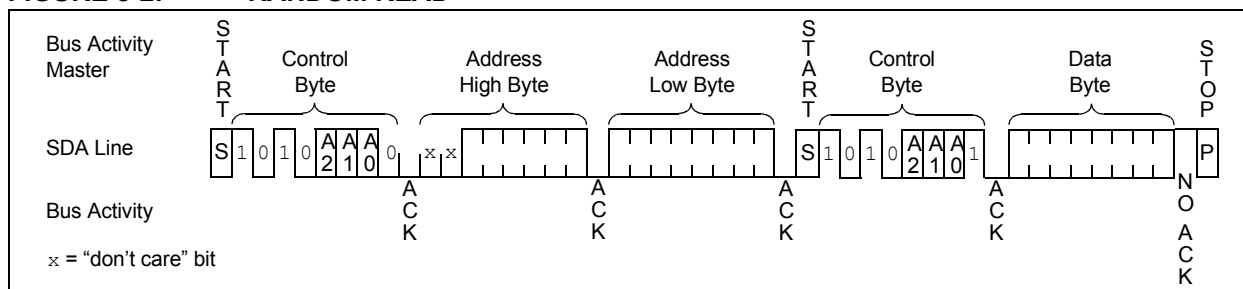 FIGURE RANDOM READ
Bus Activity
Master
START
Control
Byte
Address
High Byte
Address
Low Byte
START
Control
Byte
Data
Byte
STOP
SDA Line
S 1 0 1 0 A2 A1 A0 0 x x S 1 0 1 0 A2 A1 A0 1 P
Bus Activity
ACK
ACK
ACK
ACK
NO ACK
x = "don't care" bit